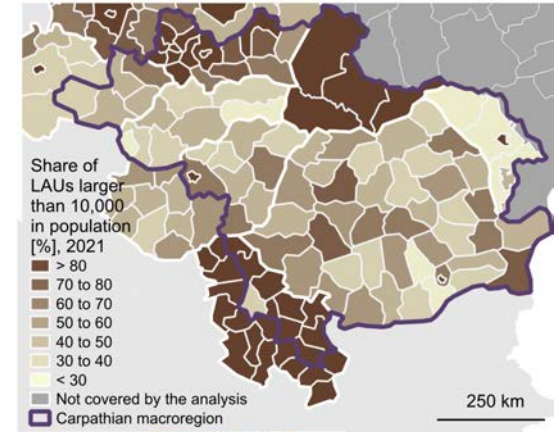 Share of
LAUs larger
than 10,000
in population
[%], 2021
> 80
70 to 80
60 to 70
50 to 60
40 to 50
30 to 40
< 30
Not covered by the analysis
Carpathian macroregion
250 km